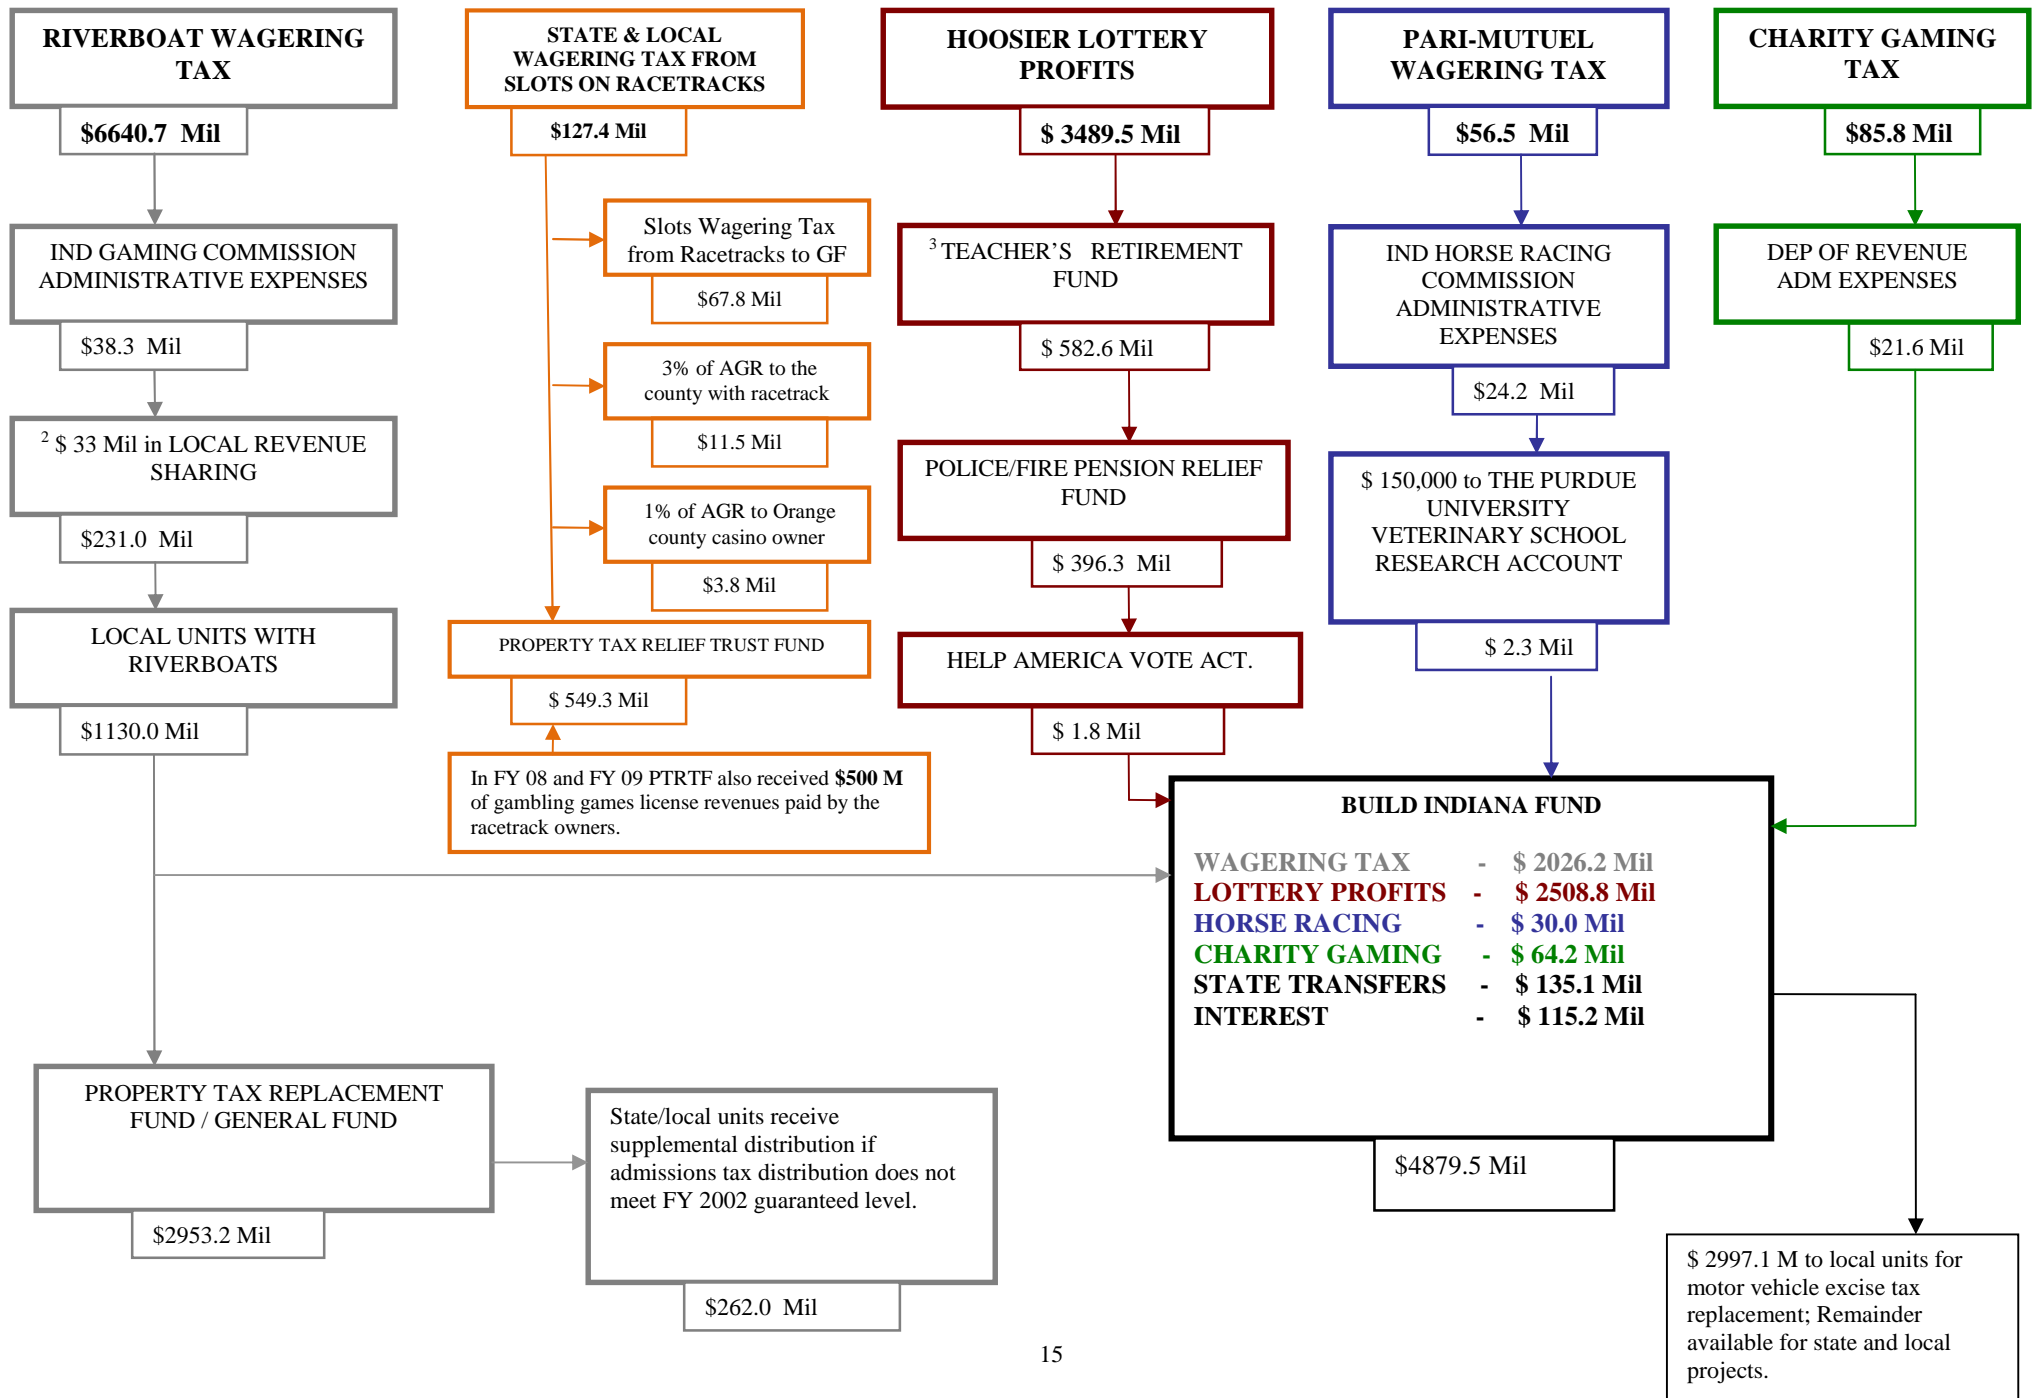 RIVERBOAT WAGERING
TAX
$6640.7 Mil
IND GAMING COMMISSION
ADMINISTRATIVE EXPENSES
$38.3 Mil
2 $ 33 Mil in LOCAL REVENUE
SHARING
$231.0 Mil
LOCAL UNITS WITH
RIVERBOATS
$1130.0 Mil
PROPERTY TAX REPLACEMENT
FUND / GENERAL FUND
$2953.2 Mil
State/local units receive
supplemental distribution if
admissions tax distribution does not
meet FY 2002 guaranteed level.
$262.0 Mil
STATE & LOCAL
WAGERING TAX FROM
SLOTS ON RACETRACKS
$127.4 Mil
Slots Wagering Tax
from Racetracks to GF
$67.8 Mil
3% of AGR to the
county with racetrack
$11.5 Mil
1% of AGR to Orange
county casino owner
$3.8 Mil
PROPERTY TAX RELIEF TRUST FUND
$ 549.3 Mil
In FY 08 and FY 09 PTRTF also received $500 M
of gambling games license revenues paid by the
racetrack owners.
HOOSIER LOTTERY
PROFITS
$ 3489.5 Mil
3 TEACHER'S RETIREMENT
FUND
$ 582.6 Mil
POLICE/FIRE PENSION RELIEF
FUND
$ 396.3 Mil
HELP AMERICA VOTE ACT.
$ 1.8 Mil
PARI-MUTUEL
WAGERING TAX
$56.5 Mil
IND HORSE RACING
COMMISSION
ADMINISTRATIVE
EXPENSES
$24.2 Mil
$ 150,000 to THE PURDUE
UNIVERSITY
VETERINARY SCHOOL
RESEARCH ACCOUNT
$ 2.3 Mil
CHARITY GAMING
TAX
$85.8 Mil
DEP OF REVENUE
ADM EXPENSES
$21.6 Mil
BUILD INDIANA FUND
WAGERING TAX - $ 2026.2 Mil
LOTTERY PROFITS - $ 2508.8 Mil
HORSE RACING - $ 30.0 Mil
CHARITY GAMING - $ 64.2 Mil
STATE TRANSFERS - $ 135.1 Mil
INTEREST - $ 115.2 Mil
$4879.5 Mil
$ 2997.1 M to local units for
motor vehicle excise tax
replacement; Remainder
available for state and local
projects.
15